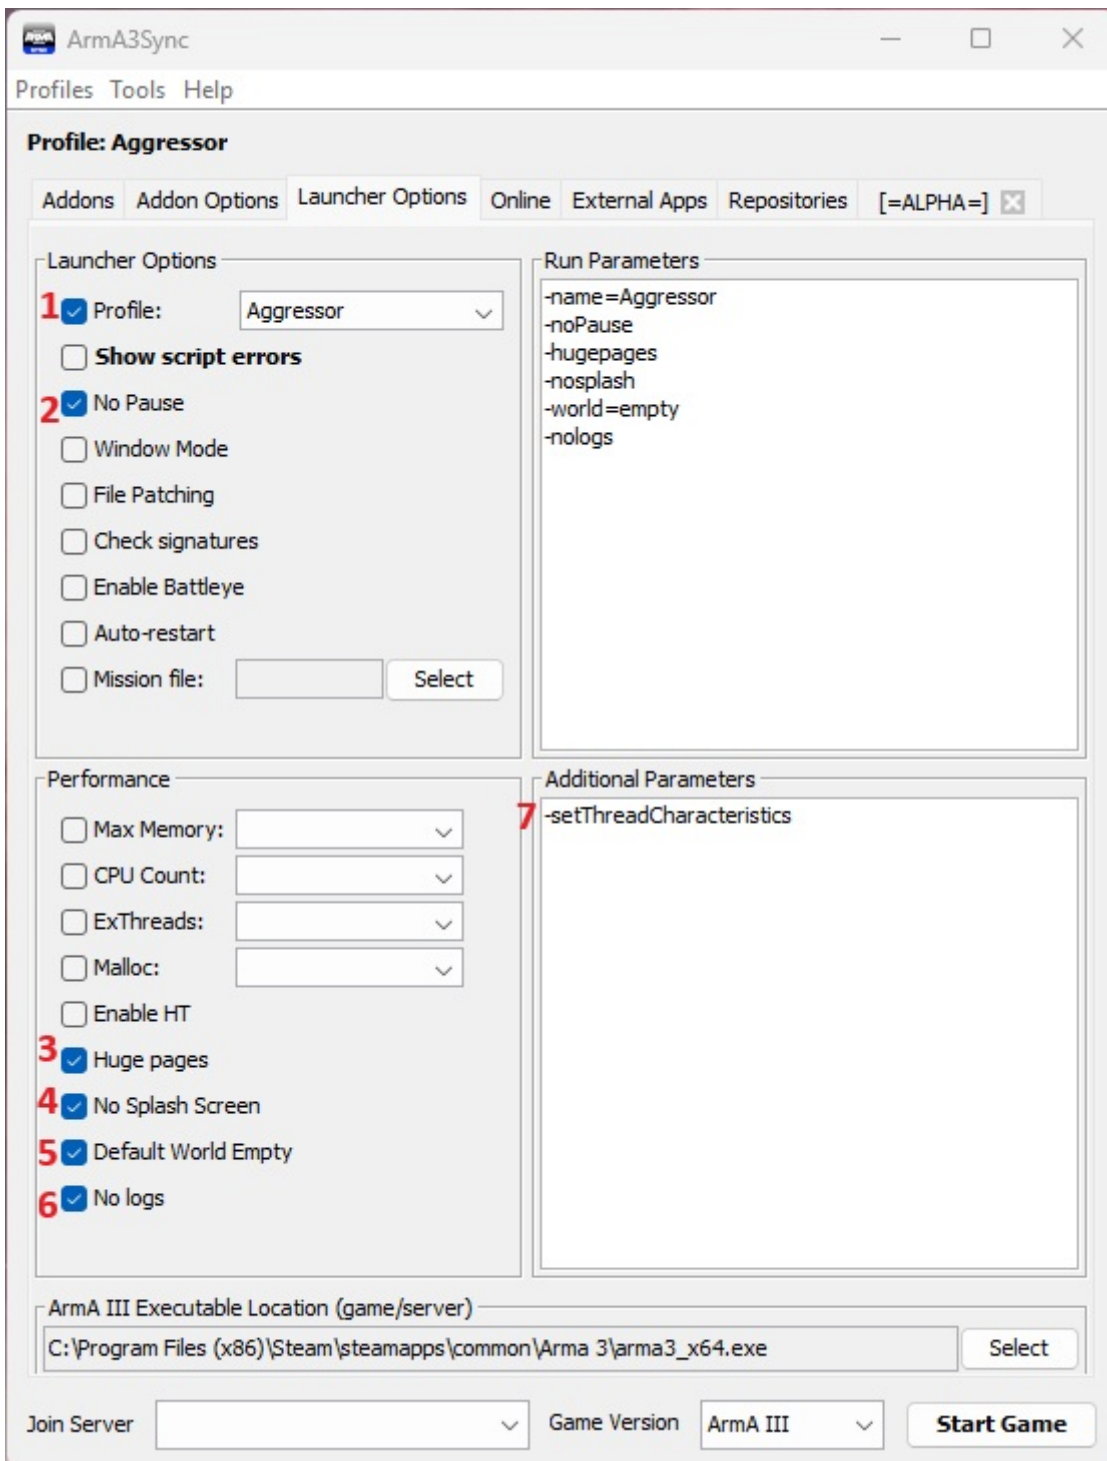 ArmA3Sync
Profiles Tools Help
Profile: Aggressor
Addons Addon Options Launcher Options Online External Apps Repositories [=ALPHA=]
Launcher Options
1 Profile: Aggressor
Show script errors
2 No Pause
Window Mode
File Patching
Check signatures
Enable Battleye
Auto-restart
Mission file: Select
Run Parameters
-name=Aggressor
-noPause
-hugepages
-nosplash
-world=empty
-nologs
Performance
Max Memory:
CPU Count:
ExThreads:
Malloc:
Enable HT
3 Huge pages
4 No Splash Screen
5 Default World Empty
6 No logs
Additional Parameters
7 -setThreadCharacteristics
ArmA III Executable Location (game/server)
C:\Program Files (x86)\Steam\steamapps\common\Arma 3\arma3_x64.exe Select
Join Server Game Version ArmA III Start Game